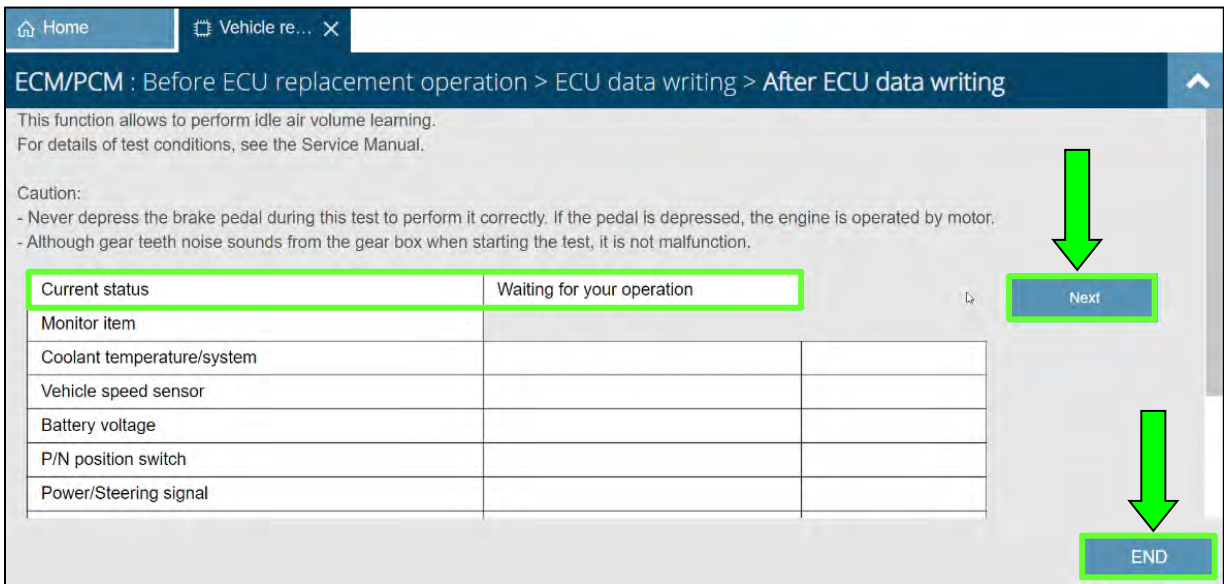 Home
Vehicle re...
ECM/PCM : Before ECU replacement operation > ECU data writing > After ECU data writing
This function allows to perform idle air volume learning.
For details of test conditions, see the Service Manual.
Caution:
- Never depress the brake pedal during this test to perform it correctly. If the pedal is depressed, the engine is operated by motor.
- Although gear teeth noise sounds from the gear box when starting the test, it is not malfunction.
Current status Waiting for your operation
Next
Monitor item
Coolant temperature/system
Vehicle speed sensor
Battery voltage
P/N position switch
Power/Steering signal
END